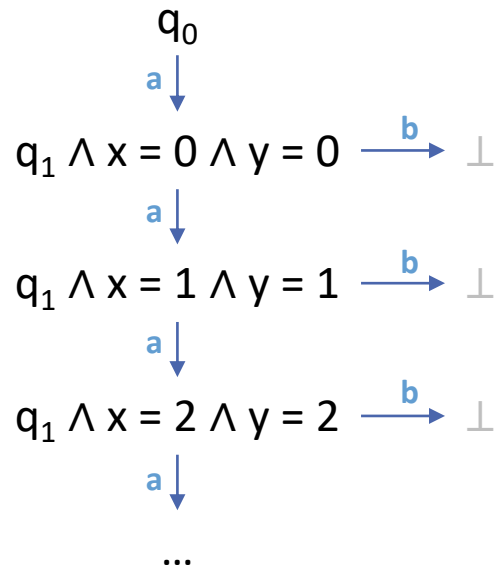 q₀
a
q₁ ∧ x = 0 ∧ y = 0 b ⊥
a
q₁ ∧ x = 1 ∧ y = 1 b ⊥
a
q₁ ∧ x = 2 ∧ y = 2 b ⊥
a
...